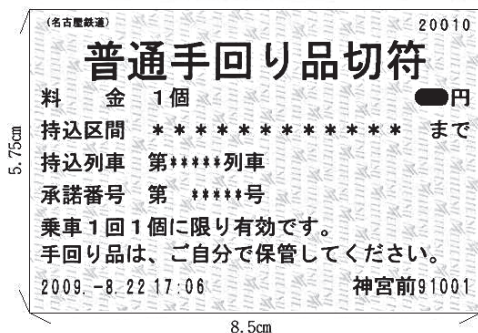 (名古屋鉄道) 20010
普通手回り品切符
料 金 1個 円
持込区間 ************ まで
持込列車 第*****列車
承諾番号 第 *****号
乗車1回1個に限り有効です。
手回り品は、ご自分で保管してください。
2009.-8.22 17:06 神宮前91001
5.75cm
8.5cm